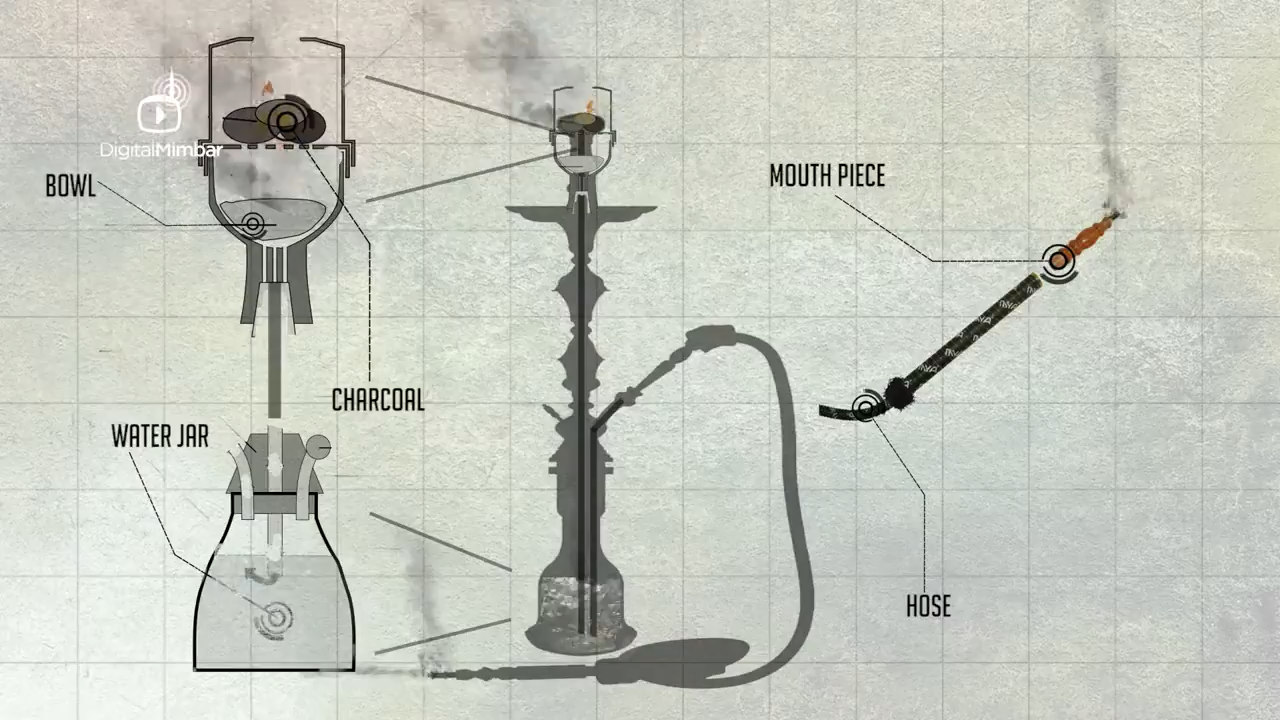 DigitalMimbar
BOWL
CHARCOAL
WATER JAR
MOUTH PIECE
HOSE